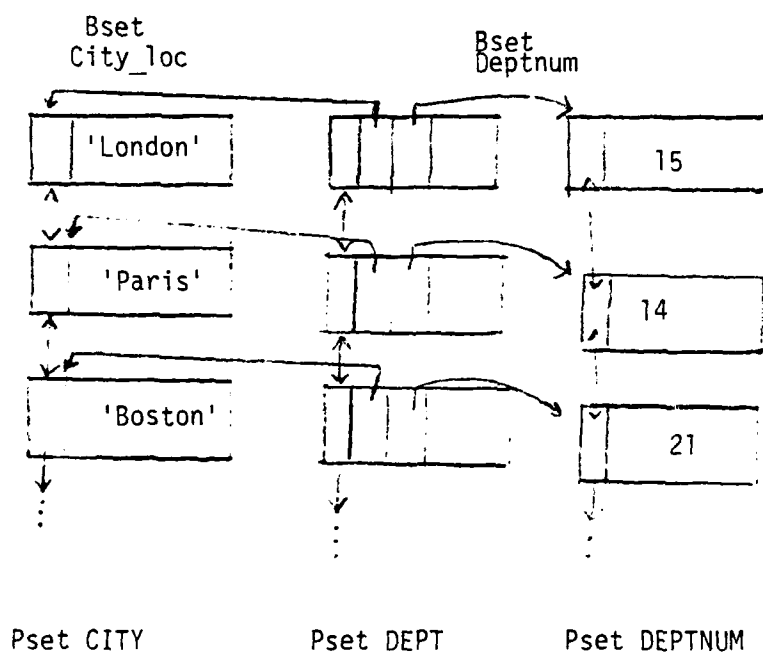 Bset
City_loc
Bset
Deptnum
'London'
15
'Paris'
14
'Boston'
21
Pset CITY
Pset DEPT
Pset DEPTNUM